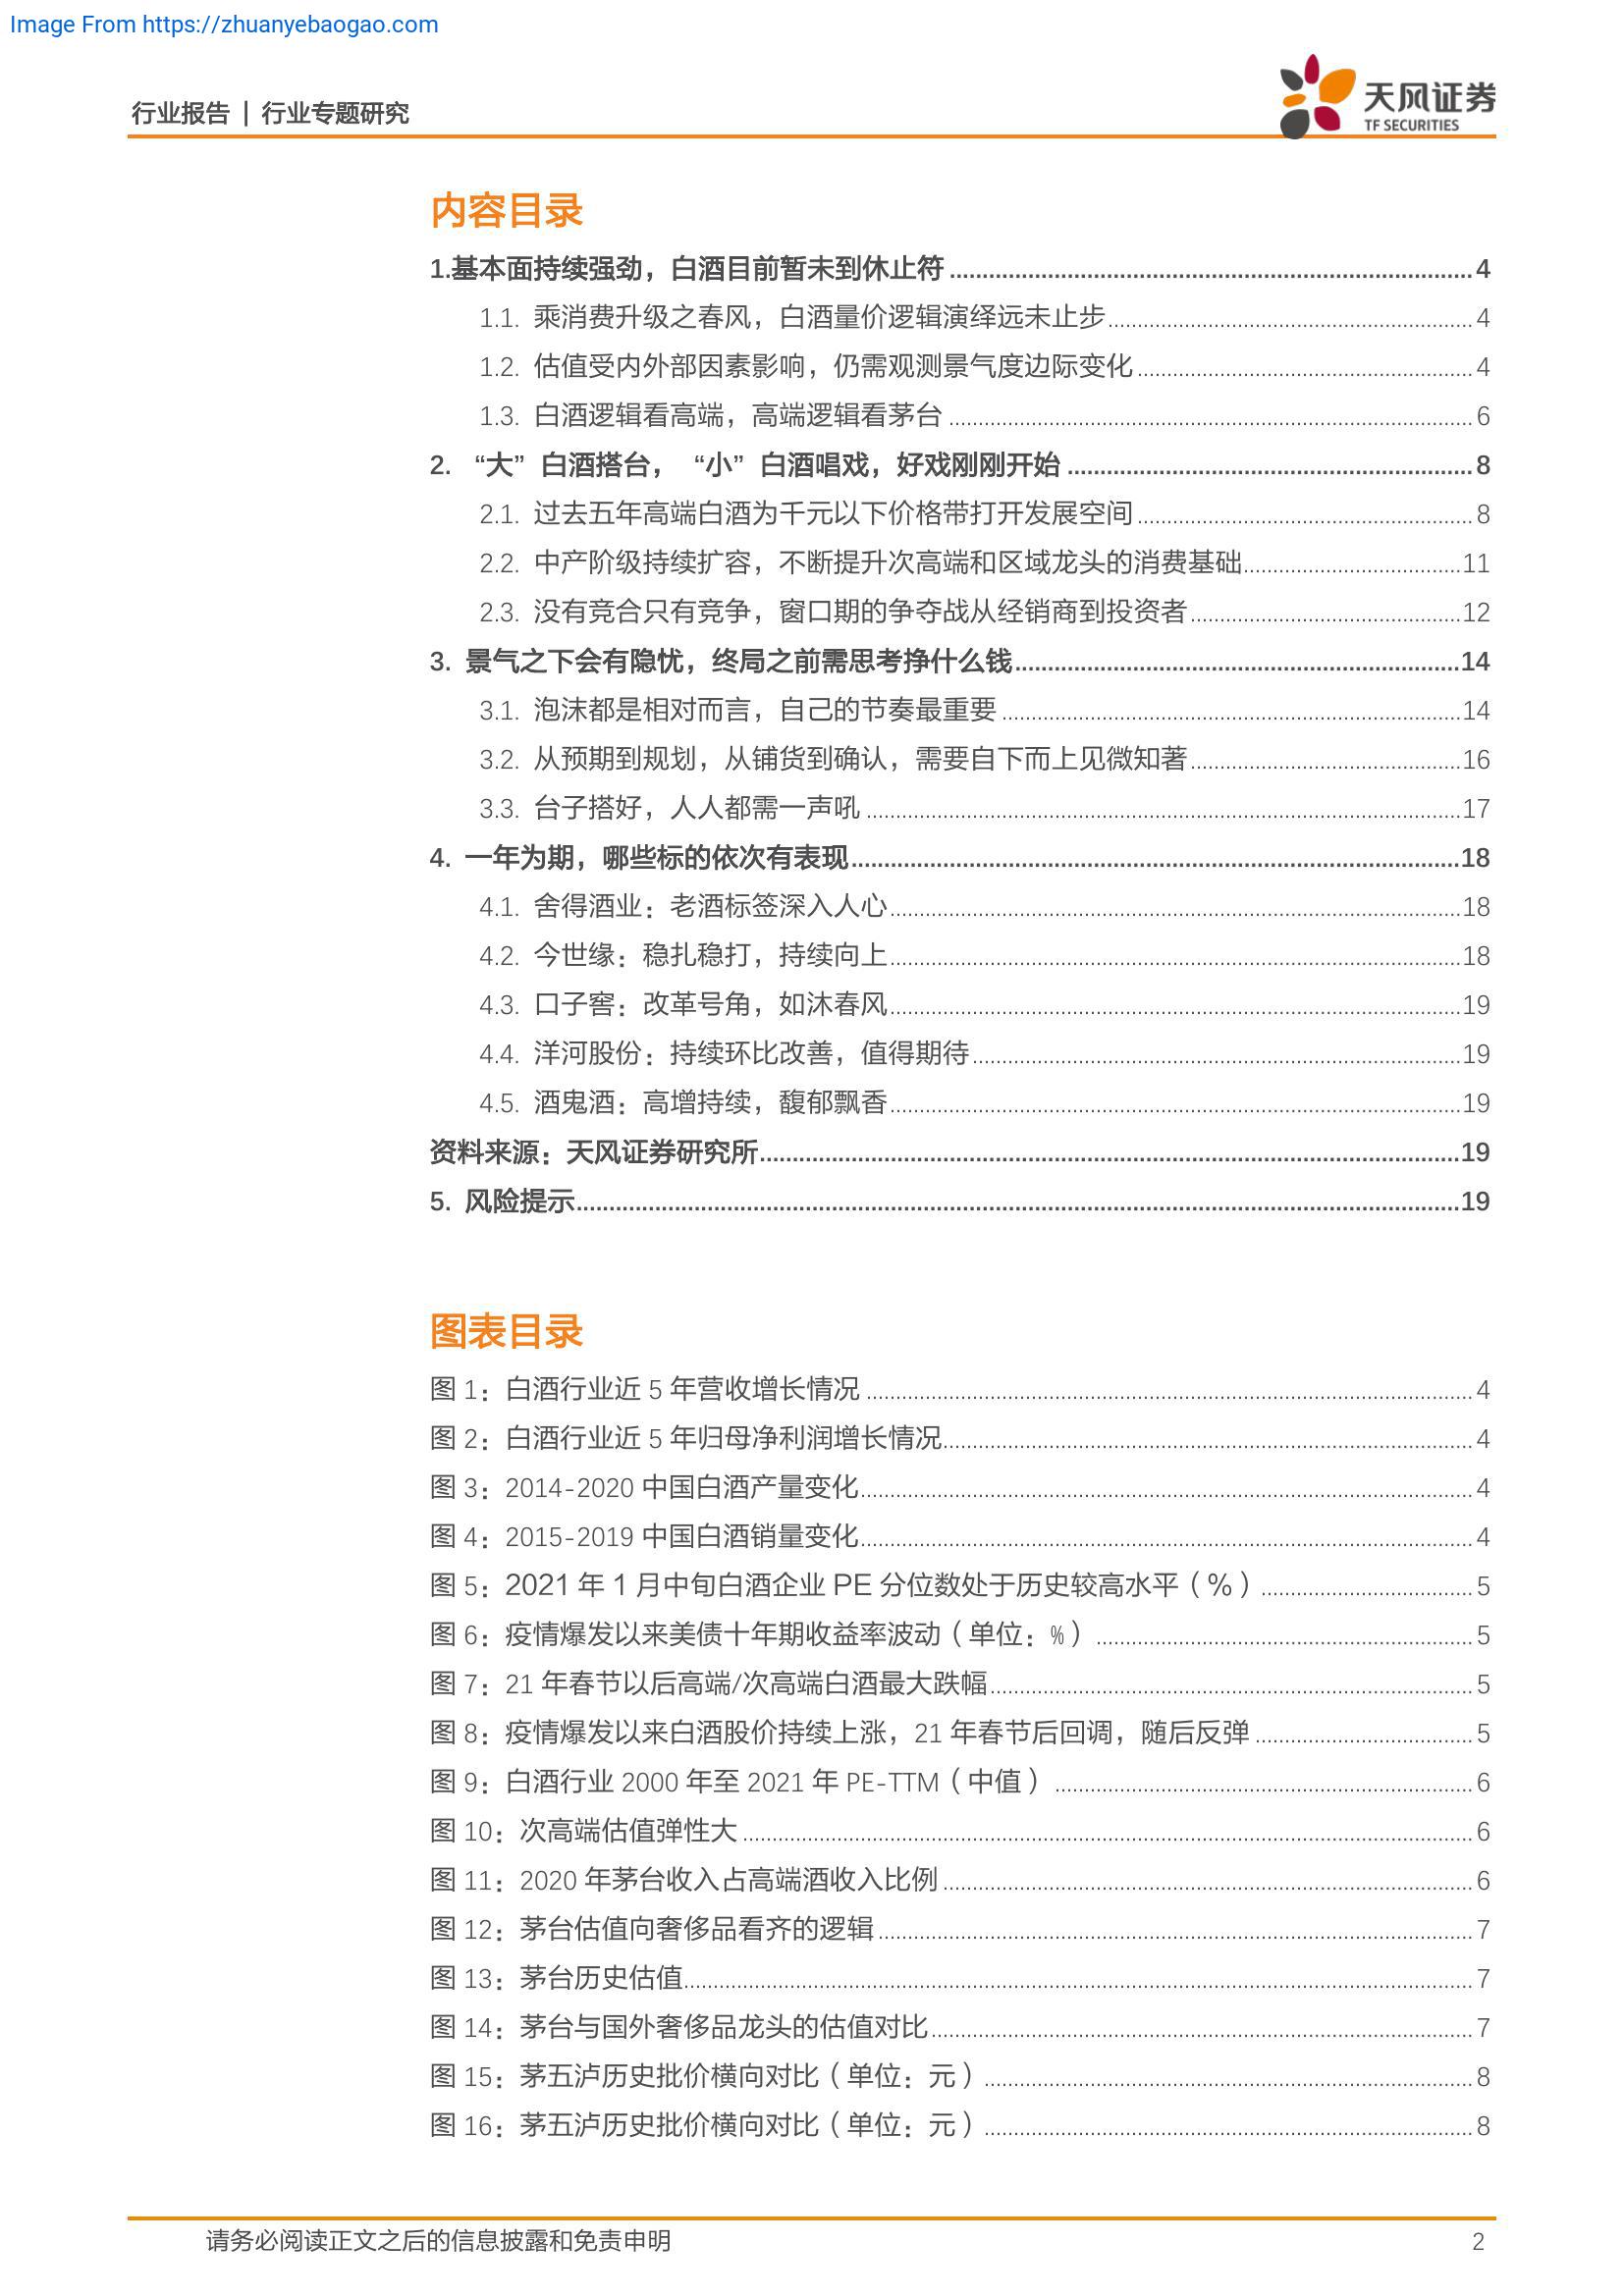 Image From https://zhuanyebaogao.com
行业报告 | 行业专题研究
天风证券
TF SECURITIES
内容目录
1.基本面持续强劲，白酒目前暂未到休止符 4
1.1. 乘消费升级之春风，白酒量价逻辑演绎远未止步 4
1.2. 估值受内外部因素影响，仍需观测景气度边际变化 4
1.3. 白酒逻辑看高端，高端逻辑看茅台 6
2. “大”白酒搭台，“小”白酒唱戏，好戏刚刚开始 8
2.1. 过去五年高端白酒为千元以下价格带打开发展空间 8
2.2. 中产阶级持续扩容，不断提升次高端和区域龙头的消费基础 11
2.3. 没有竞合只有竞争，窗口期的争夺战从经销商到投资者 12
3. 景气之下会有隐忧，终局之前需思考挣什么钱 14
3.1. 泡沫都是相对而言，自己的节奏最重要 14
3.2. 从预期到规划，从铺货到确认，需要自下而上见微知著 16
3.3. 台子搭好，人人都需一声吼 17
4. 一年为期，哪些标的依次有表现 18
4.1. 舍得酒业：老酒标签深入人心 18
4.2. 今世缘：稳扎稳打，持续向上 18
4.3. 口子窖：改革号角，如沐春风 19
4.4. 洋河股份：持续环比改善，值得期待 19
4.5. 酒鬼酒：高增持续，馥郁飘香 19
资料来源：天风证券研究所 19
5. 风险提示 19
图表目录
图 1：白酒行业近 5 年营收增长情况 4
图 2：白酒行业近 5 年归母净利润增长情况 4
图 3：2014-2020 中国白酒产量变化 4
图 4：2015-2019 中国白酒销量变化 4
图 5：2021 年 1 月中旬白酒企业 PE 分位数处于历史较高水平（%） 5
图 6：疫情爆发以来美债十年期收益率波动（单位：%） 5
图 7：21 年春节以后高端/次高端白酒最大跌幅 5
图 8：疫情爆发以来白酒股价持续上涨，21 年春节后回调，随后反弹 5
图 9：白酒行业 2000 年至 2021 年 PE-TTM（中值） 6
图 10：次高端估值弹性大 6
图 11：2020 年茅台收入占高端酒收入比例 6
图 12：茅台估值向奢侈品看齐的逻辑 7
图 13：茅台历史估值 7
图 14：茅台与国外奢侈品龙头的估值对比 7
图 15：茅五泸历史批价横向对比（单位：元） 8
图 16：茅五泸历史批价横向对比（单位：元） 8
请务必阅读正文之后的信息披露和免责申明 2